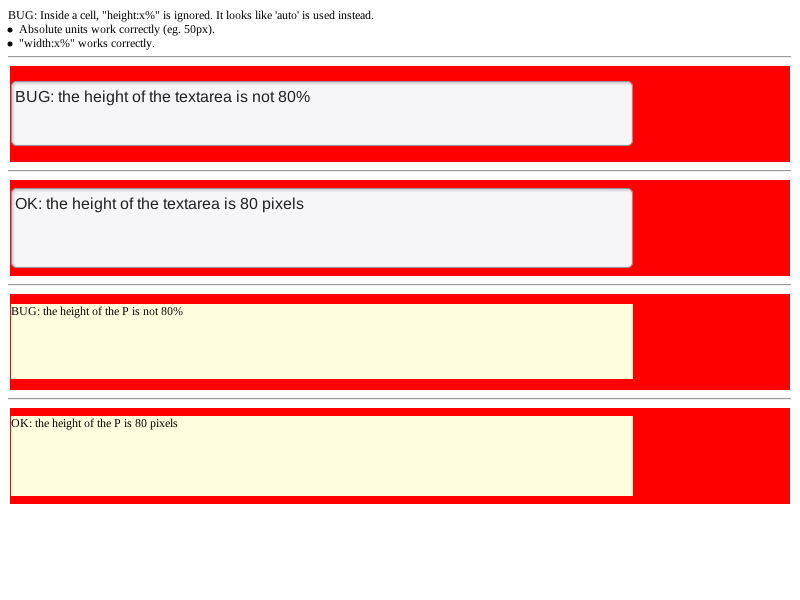 BUG: Inside a cell, "height:x%" is ignored. It looks like 'auto' is used instead.
● Absolute units work correctly (eg. 50px).
● "width:x%" works correctly.
BUG: the height of the textarea is not 80%
OK: the height of the textarea is 80 pixels
BUG: the height of the P is not 80%
OK: the height of the P is 80 pixels